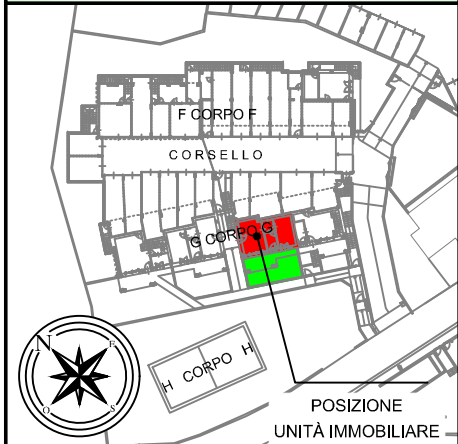 F CORPO F
CORSELLO
G CORPO G
H CORPO H
N
E
O
S
POSIZIONE
UNITÀ IMMOBILIARE